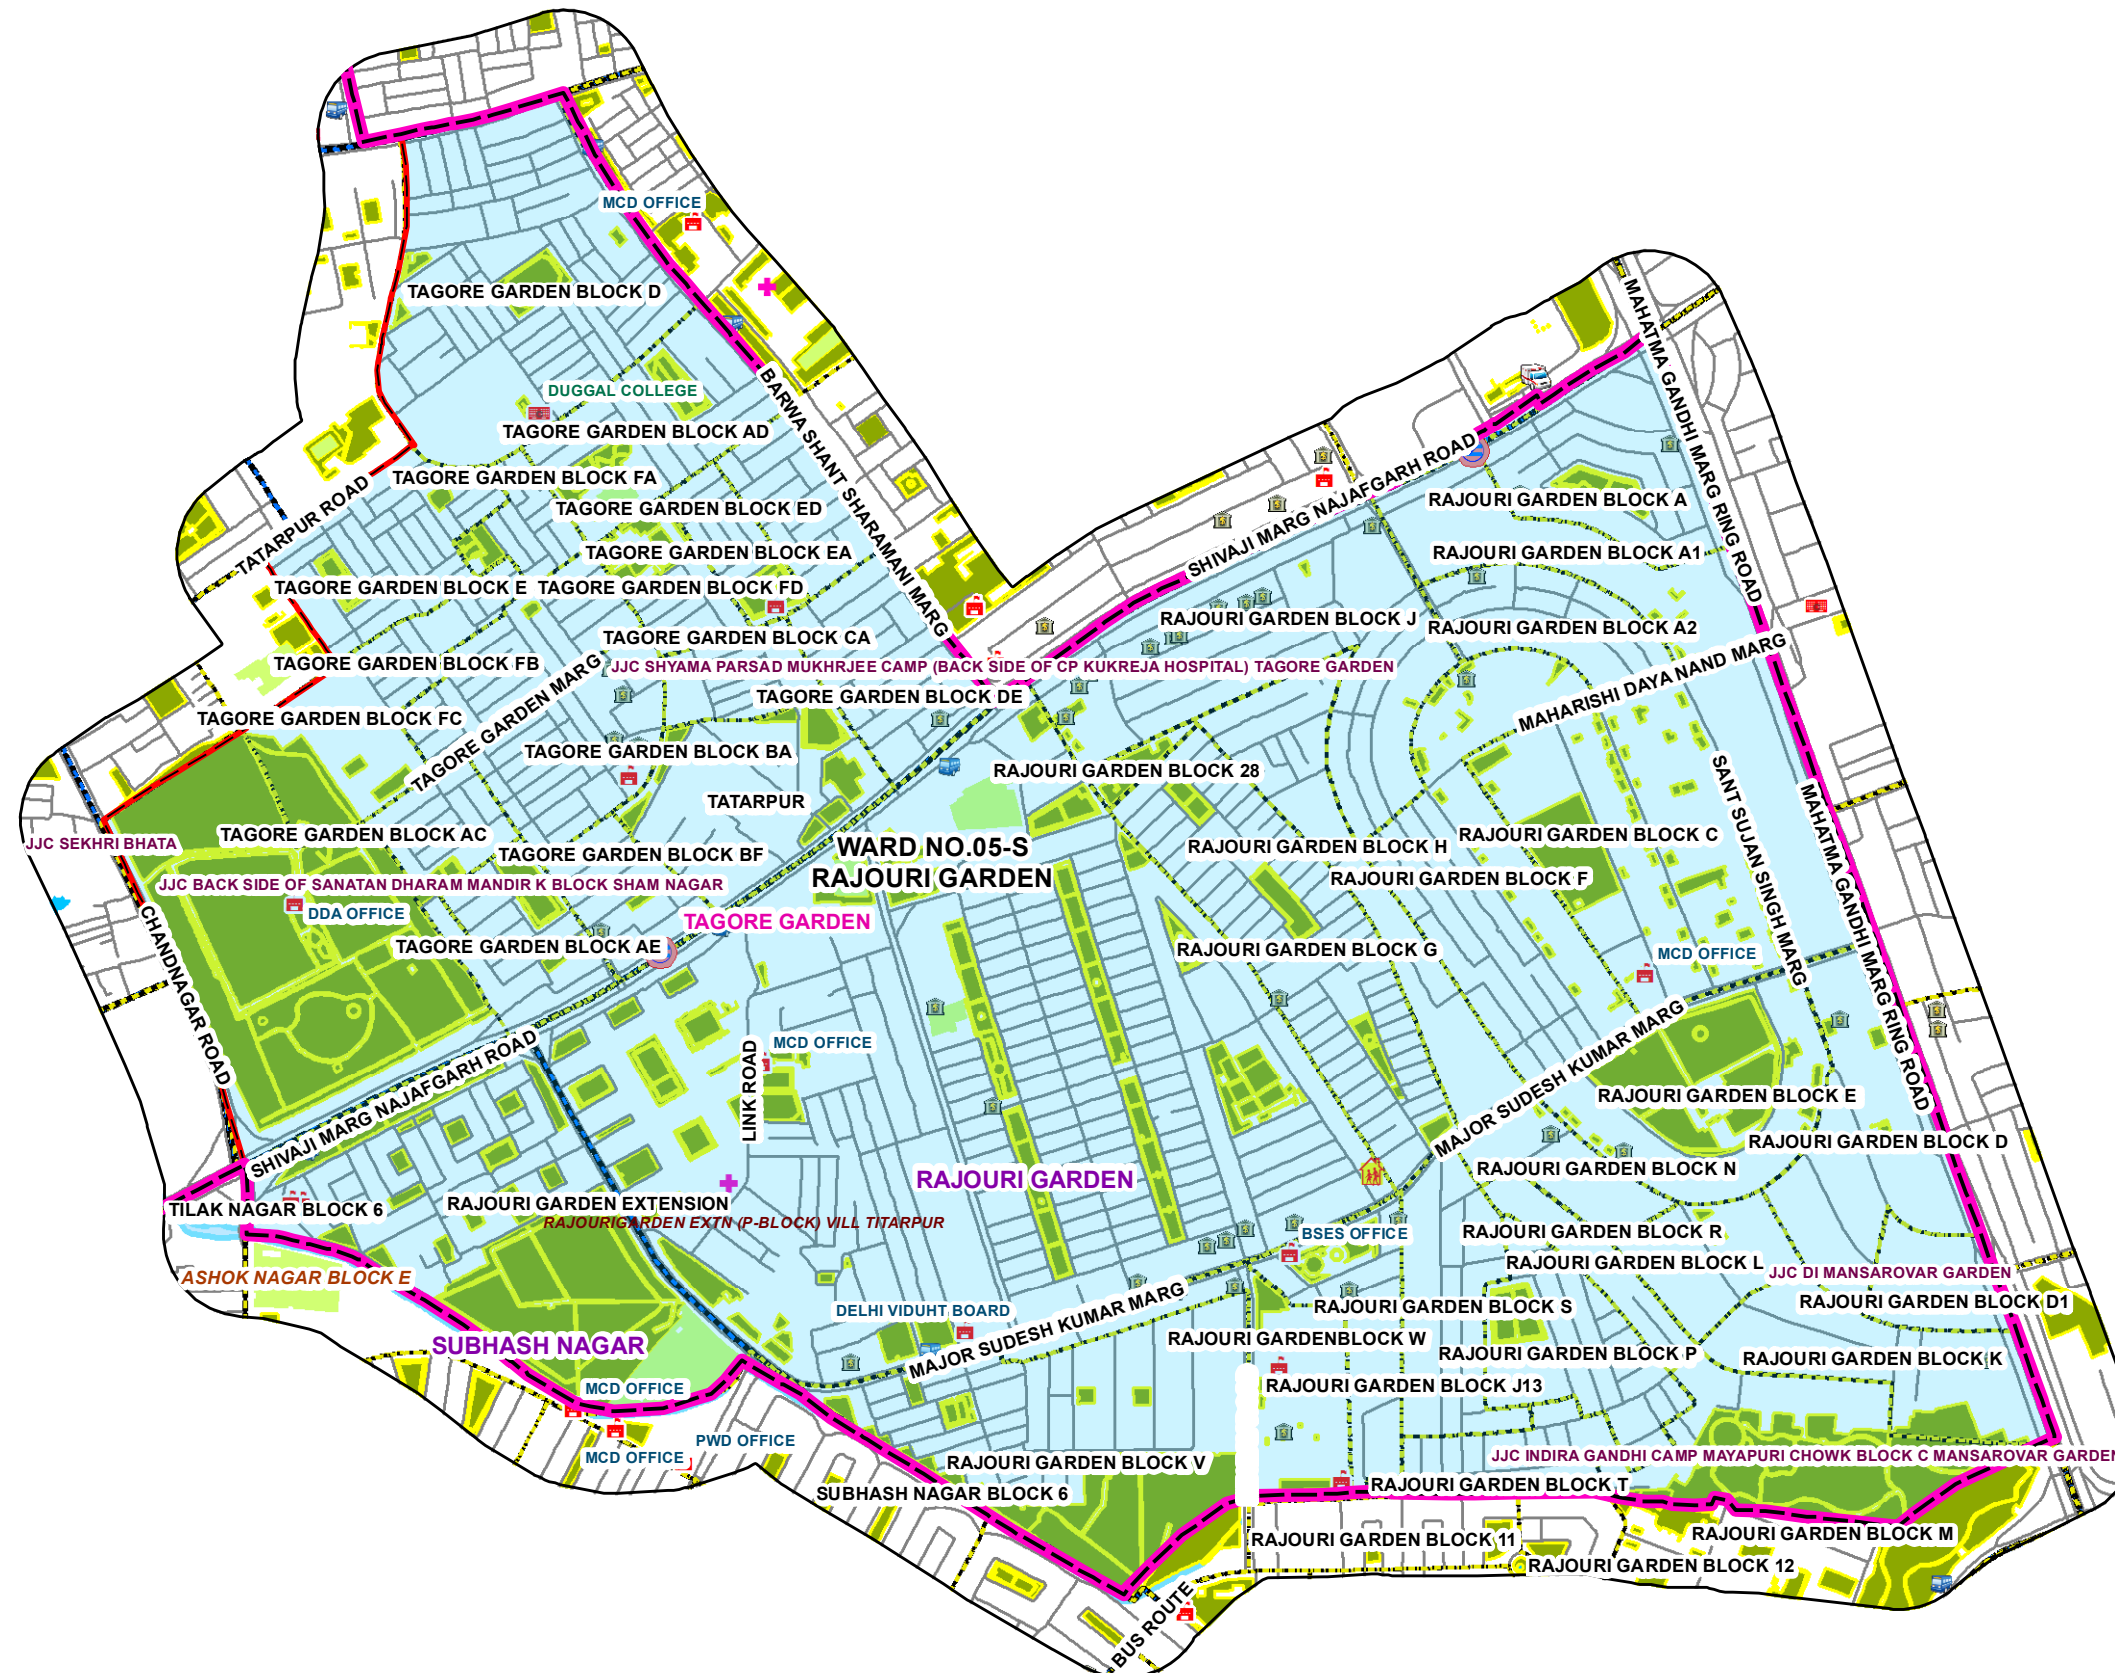 MCD OFFICE
TAGORE GARDEN BLOCK D
MAHATMA GANDHI MARG RING ROAD
DUGGAL COLLEGE
TAGORE GARDEN BLOCK AD
BARWA SHANT SHARAMANI MARG
SHIVAJI MARG NAJAFGARH ROAD
TAGORE GARDEN BLOCK FA
TATARPUR ROAD
TAGORE GARDEN BLOCK ED
RAJOURI GARDEN BLOCK A
TAGORE GARDEN BLOCK EA
RAJOURI GARDEN BLOCK A1
TAGORE GARDEN BLOCK E
TAGORE GARDEN BLOCK FD
RAJOURI GARDEN BLOCK J
RAJOURI GARDEN BLOCK A2
TAGORE GARDEN BLOCK CA
TAGORE GARDEN BLOCK FB
JJC SHYAMA PARSAD MUKHRJEE CAMP (BACK SIDE OF CP KUKREJA HOSPITAL) TAGORE GARDEN
MAHARISHI DAYA NAND MARG
TAGORE GARDEN BLOCK DE
TAGORE GARDEN BLOCK FC
TAGORE GARDEN MARG
TAGORE GARDEN BLOCK BA
RAJOURI GARDEN BLOCK 28
TATARPUR
SANT SUJAN SINGH MARG
MAHATMA GANDHI MARG RING ROAD
TAGORE GARDEN BLOCK AC
RAJOURI GARDEN BLOCK C
JJC SEKHRI BHATA
WARD NO.05-S
RAJOURI GARDEN
RAJOURI GARDEN BLOCK H
TAGORE GARDEN BLOCK BF
RAJOURI GARDEN BLOCK F
JJC BACK SIDE OF SANATAN DHARAM MANDIR K BLOCK SHAM NAGAR
DDA OFFICE
TAGORE GARDEN
TAGORE GARDEN BLOCK AE
RAJOURI GARDEN BLOCK G
MCD OFFICE
CHANDNAGAR ROAD
SHIVAJI MARG NAJAFGARH ROAD
MCD OFFICE
LINK ROAD
MAJOR SUDESH KUMAR MARG
RAJOURI GARDEN BLOCK E
RAJOURI GARDEN BLOCK D
RAJOURI GARDEN BLOCK N
RAJOURI GARDEN
RAJOURI GARDEN EXTENSION
TILAK NAGAR BLOCK 6
RAJOURIGARDEN EXTN (P-BLOCK) VILL TITARPUR
BSES OFFICE
RAJOURI GARDEN BLOCK R
RAJOURI GARDEN BLOCK L
JJC DI MANSAROVAR GARDEN
ASHOK NAGAR BLOCK E
RAJOURI GARDEN BLOCK D1
RAJOURI GARDEN BLOCK S
DELHI VIDUHT BOARD
MAJOR SUDESH KUMAR MARG
RAJOURI GARDENBLOCK W
SUBHASH NAGAR
RAJOURI GARDEN BLOCK P
RAJOURI GARDEN BLOCK K
MCD OFFICE
RAJOURI GARDEN BLOCK J13
PWD OFFICE
MCD OFFICE
RAJOURI GARDEN BLOCK V
JJC INDIRA GANDHI CAMP MAYAPURI CHOWK BLOCK C MANSAROVAR GARDEN
RAJOURI GARDEN BLOCK T
SUBHASH NAGAR BLOCK 6
RAJOURI GARDEN BLOCK M
RAJOURI GARDEN BLOCK 11
RAJOURI GARDEN BLOCK 12
BUS ROUTE